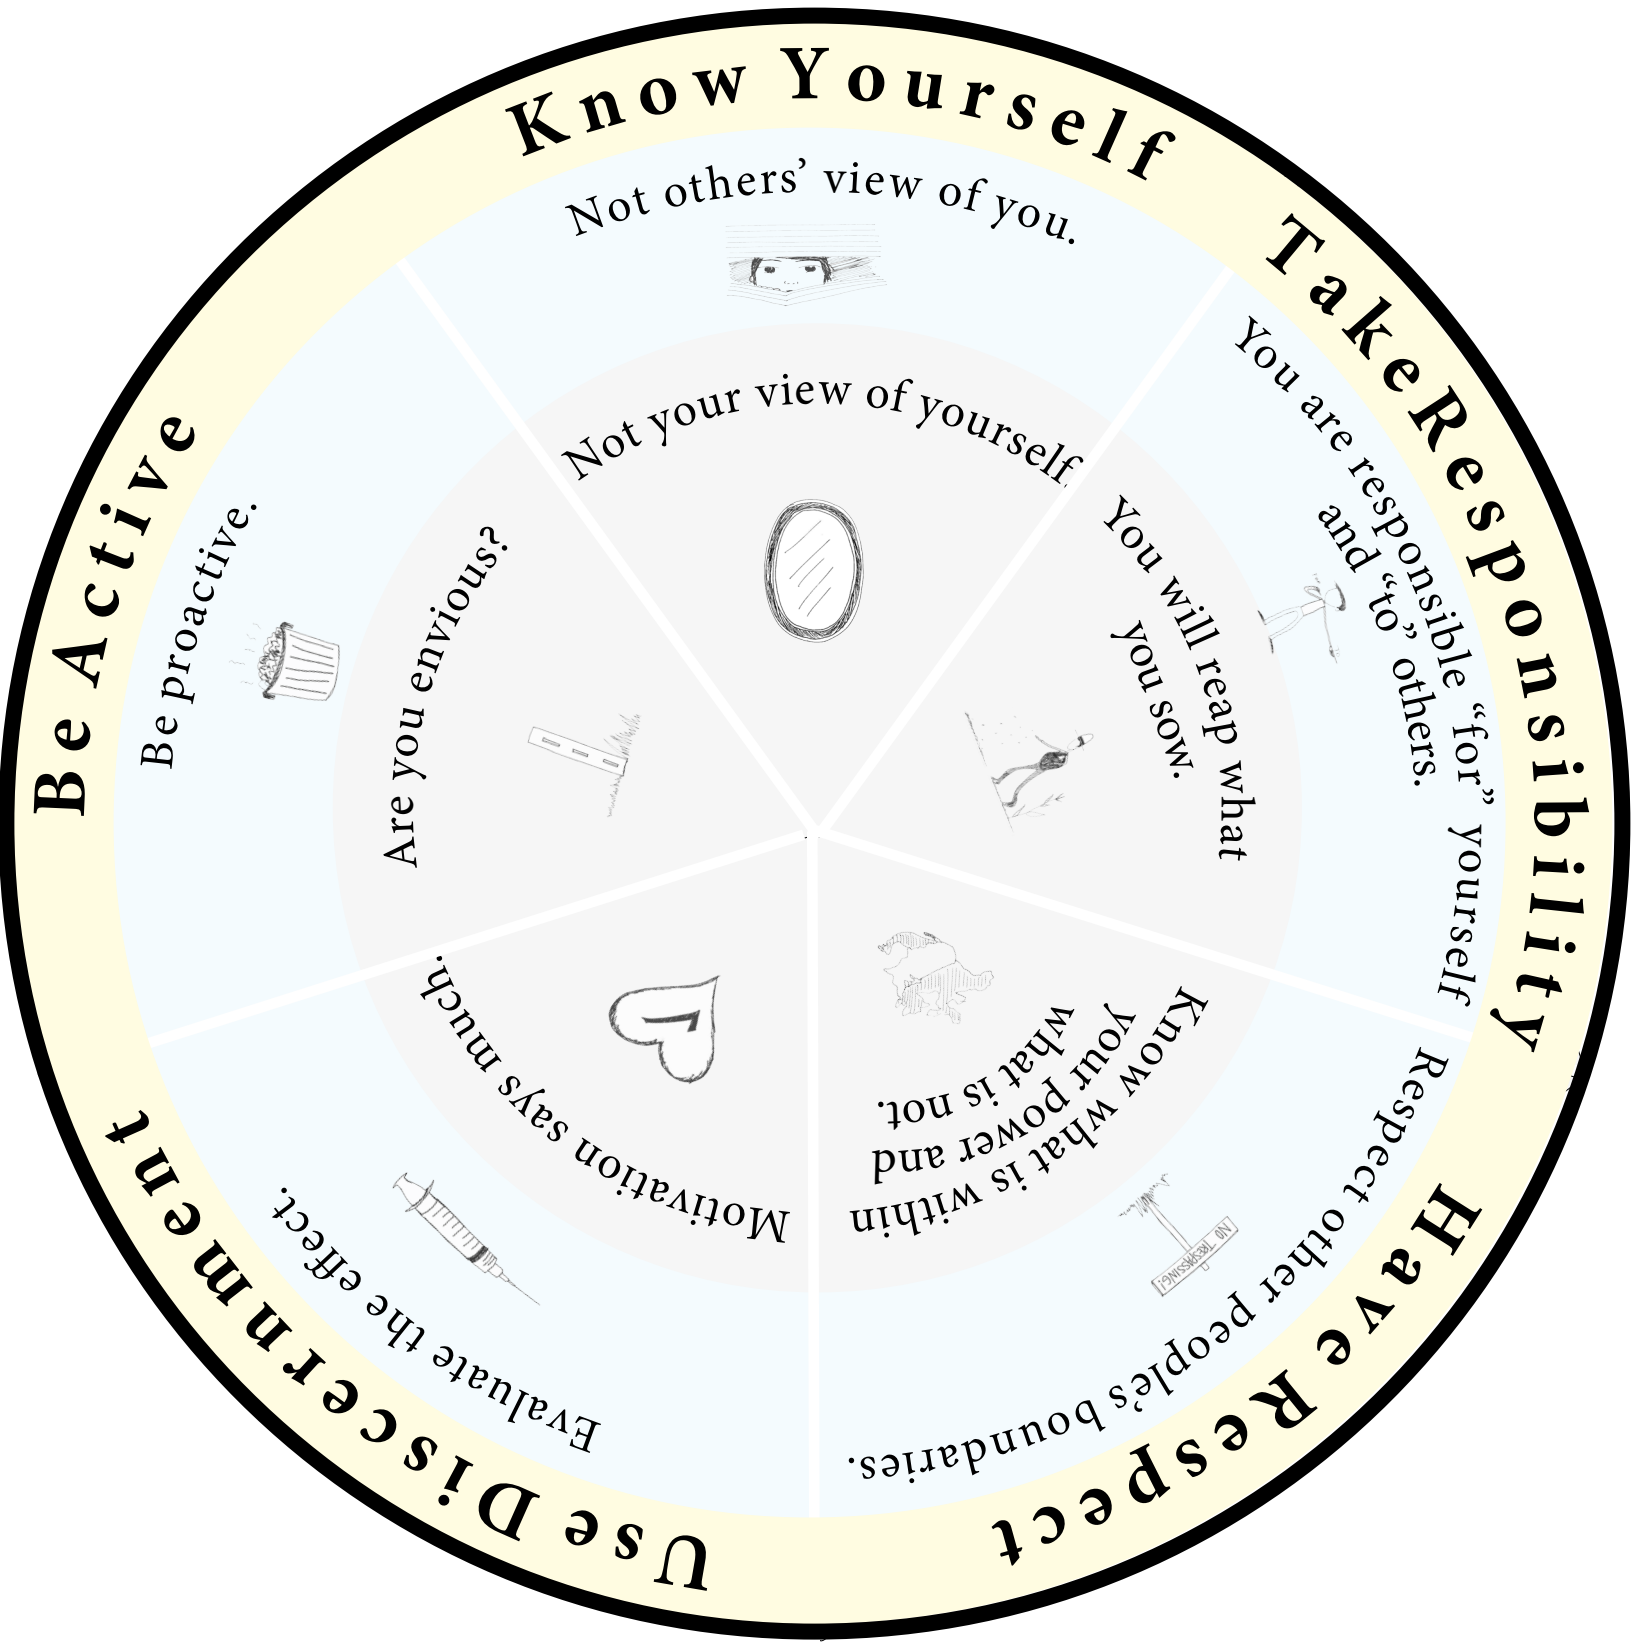 Know Yourself
Not others’ view of you.
Not your view of yourself.
Take Responsibility
You are responsible “for” yourself
and “to” others.
You will reap what
you sow.
Have Respect
Respect other people’s boundaries.
NO TRESPASSING!
Know what is within
your power and
what is not.
Use Discernment
Evaluate the effect.
Motivation says much.
Be Active
Be proactive.
Are you envious?